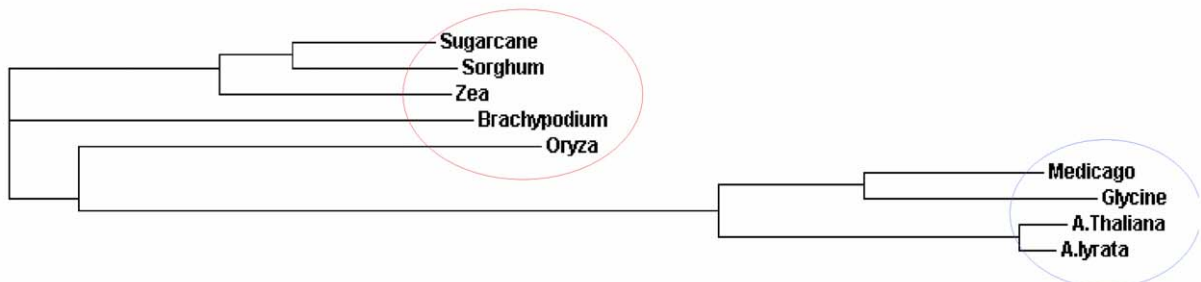 Sugarcane
Sorghum
Zea
Brachypodium
Oryza
Medicago
Glycine
A.Thaliana
A.lyrata